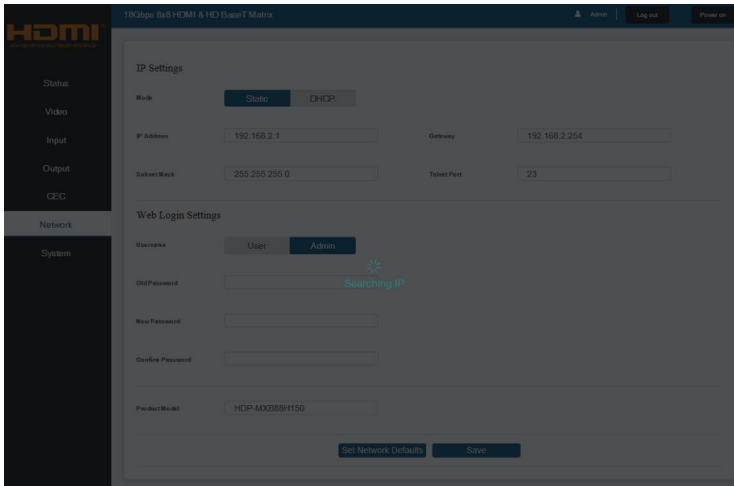 18Gbps 8x8 HDMI & HD BaseT Matrix
Admin
Log out
Power on
HDMI
Status
Video
Input
Output
CEC
Network
System
IP Settings
Mode
Static
DHCP
IP Address
192.168.2.1
Gateway
192.168.2.254
Subnet Mask
255.255.255.0
Telnet Port
23
Web Login Settings
Username
User
Admin
Old Password
Searching IP
New Password
Confirm Password
Product Model
HDP-MXB88H150
Set Network Defaults
Save